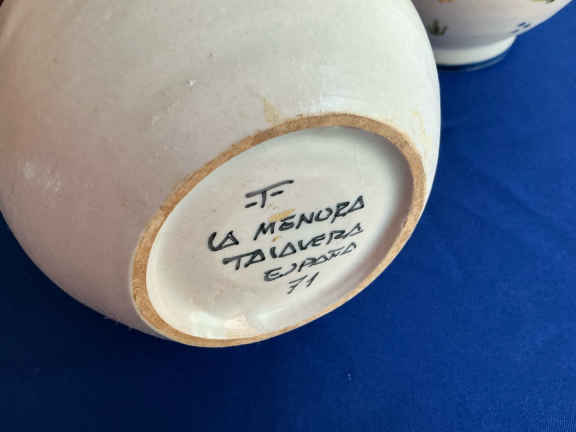 -T-
LA MENORA
TALAVERA
ESPAÑA
71